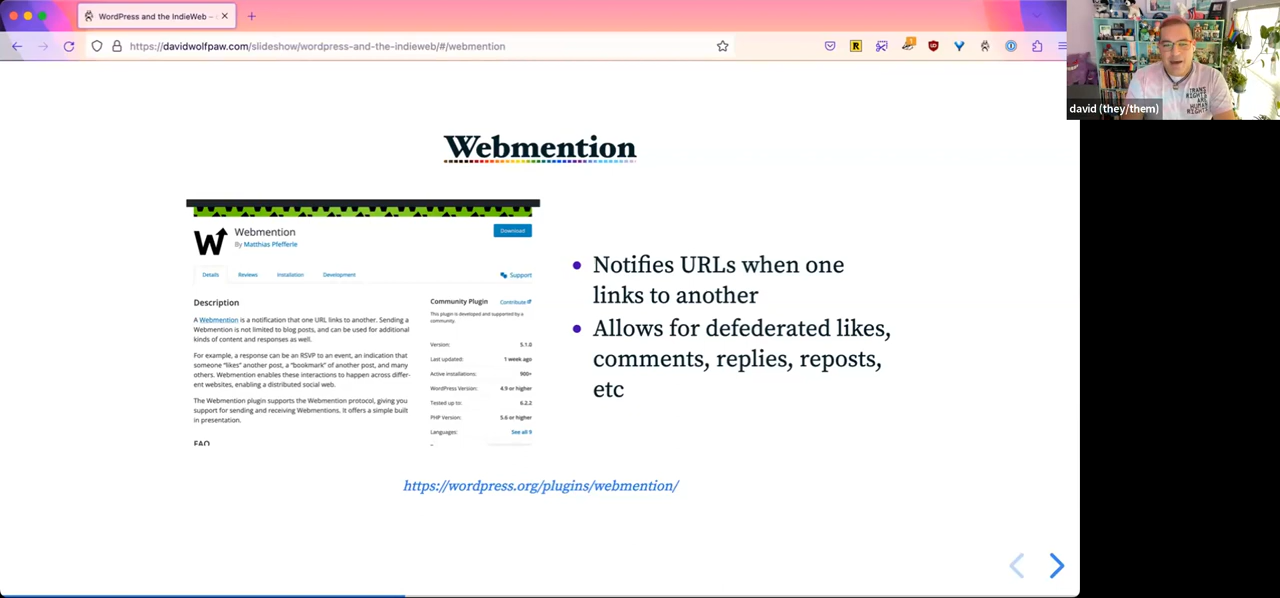 WordPress and the IndieWeb –
https://davidwolfpaw.com/slideshow/wordpress-and-the-indieweb/#/webmention
TRANS
RIGHTS
ARE
HUMAN
RIGHTS
david (they/them)
Webmention
Webmention
By Matthias Pfefferle
Download
Details
Reviews
Installation
Development
Support
Description
A Webmention is a notification that one URL links to another. Sending a
Webmention is not limited to blog posts, and can be used for additional
kinds of content and responses as well.
For example, a response can be an RSVP to an event, an indication that
someone “likes” another post, a “bookmark” of another post, and many
others. Webmention enables these interactions to happen across differ-
ent websites, enabling a distributed social web.
The Webmention plugin supports the Webmention protocol, giving you
support for sending and receiving Webmentions. It offers a simple built
in presentation.
FAQ
Community Plugin
Contribute
This plugin is developed and supported by a
community.
Version: 5.1.0
Last updated: 1 week ago
Active installations: 900+
WordPress Version: 4.9 or higher
Tested up to: 6.2.2
PHP Version: 5.6 or higher
Languages: See all 9
Notifies URLs when one
links to another
Allows for defederated likes,
comments, replies, reposts,
etc
https://wordpress.org/plugins/webmention/